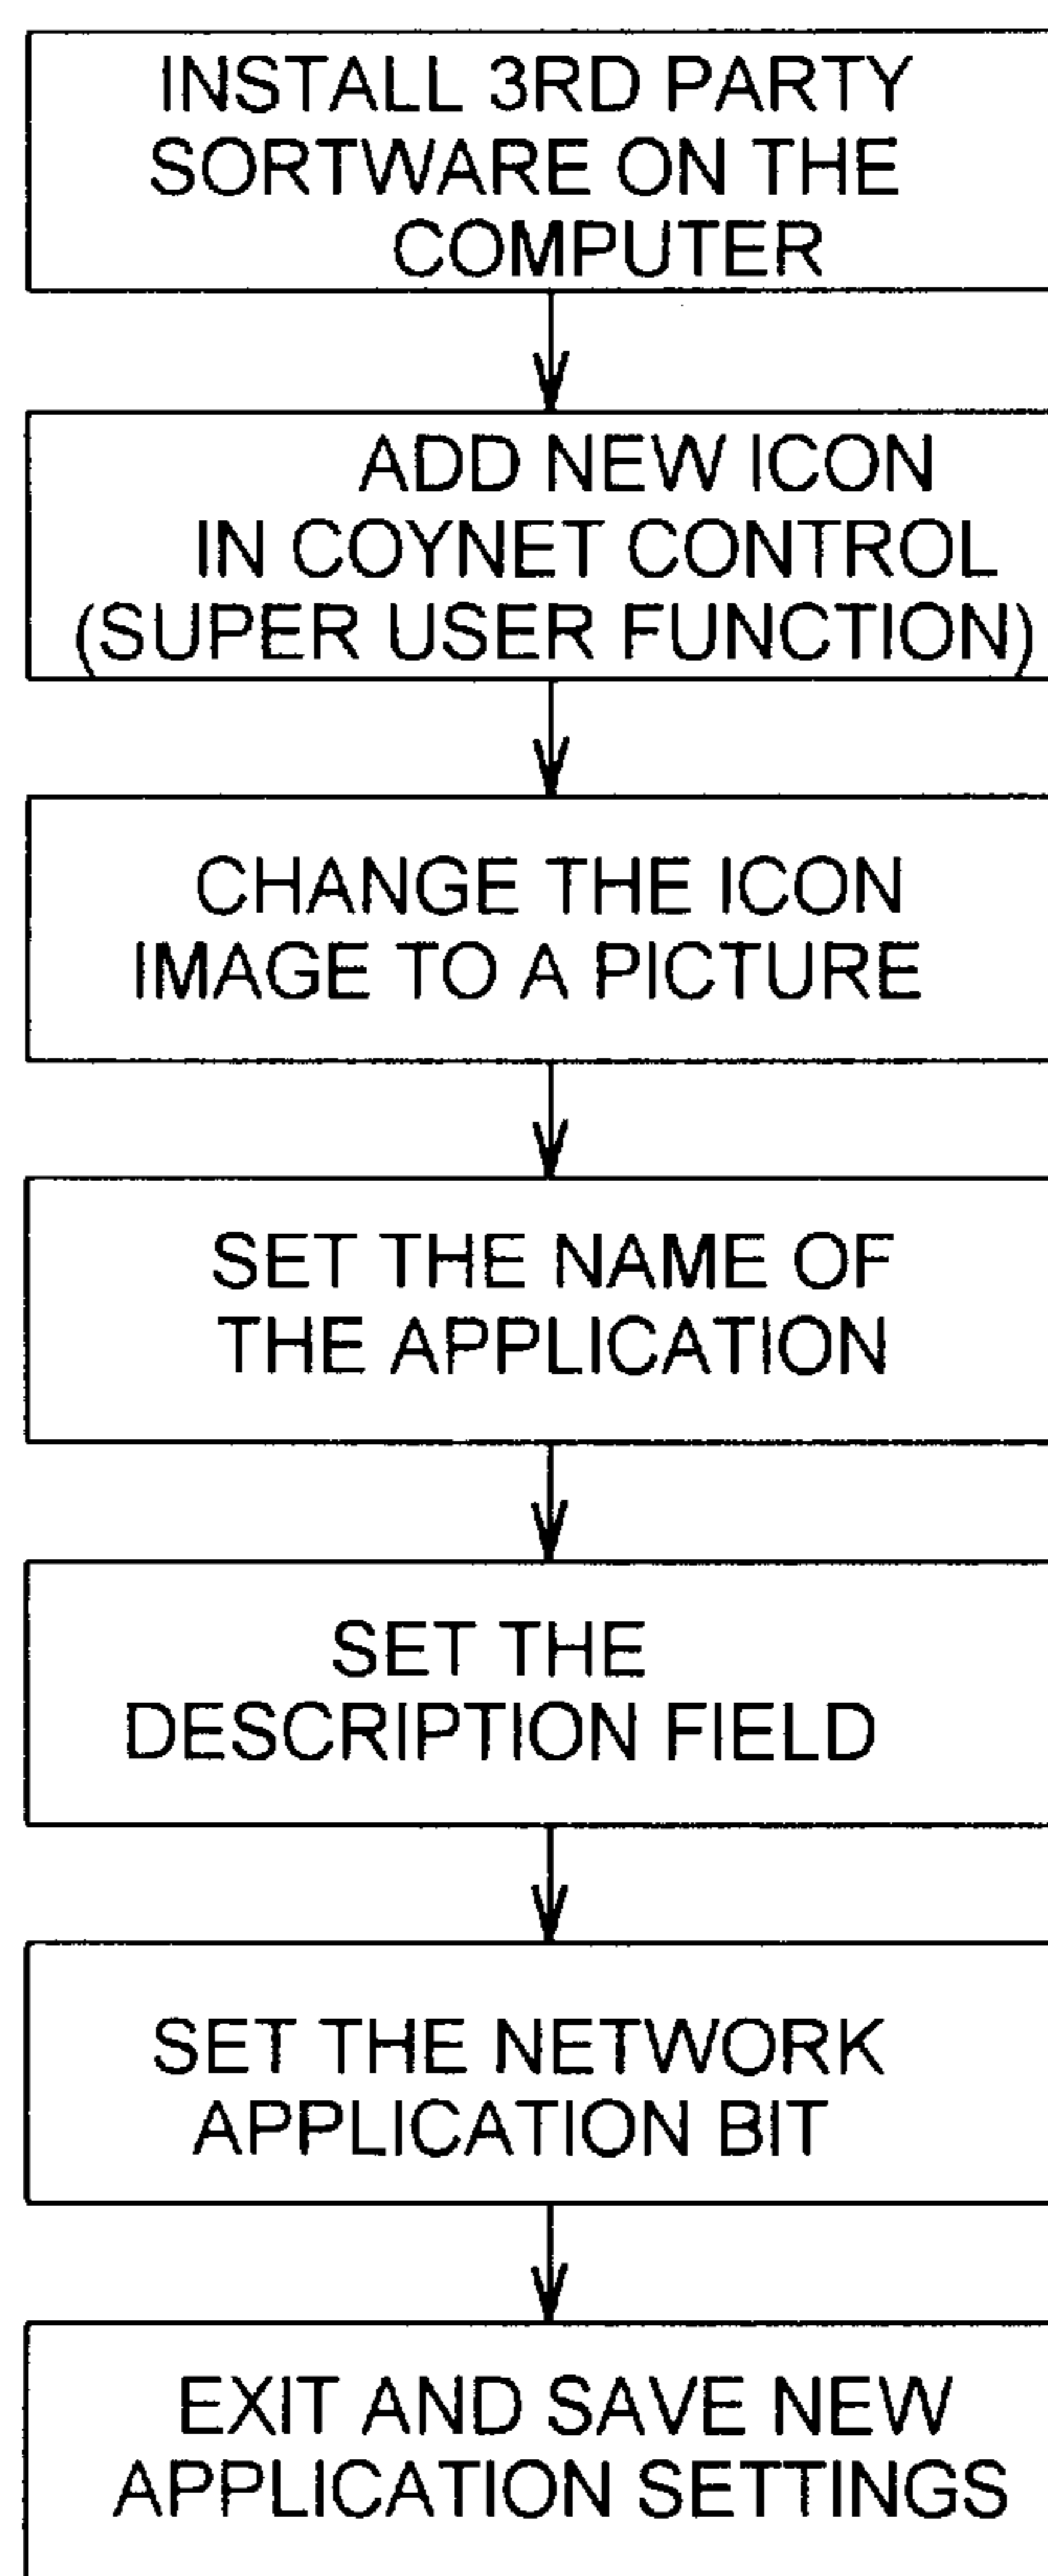 INSTALL 3RD PARTY
SORTWARE ON THE
COMPUTER
ADD NEW ICON
IN COYNET CONTROL
(SUPER USER FUNCTION)
CHANGE THE ICON
IMAGE TO A PICTURE
SET THE NAME OF
THE APPLICATION
SET THE
DESCRIPTION FIELD
SET THE NETWORK
APPLICATION BIT
EXIT AND SAVE NEW
APPLICATION SETTINGS